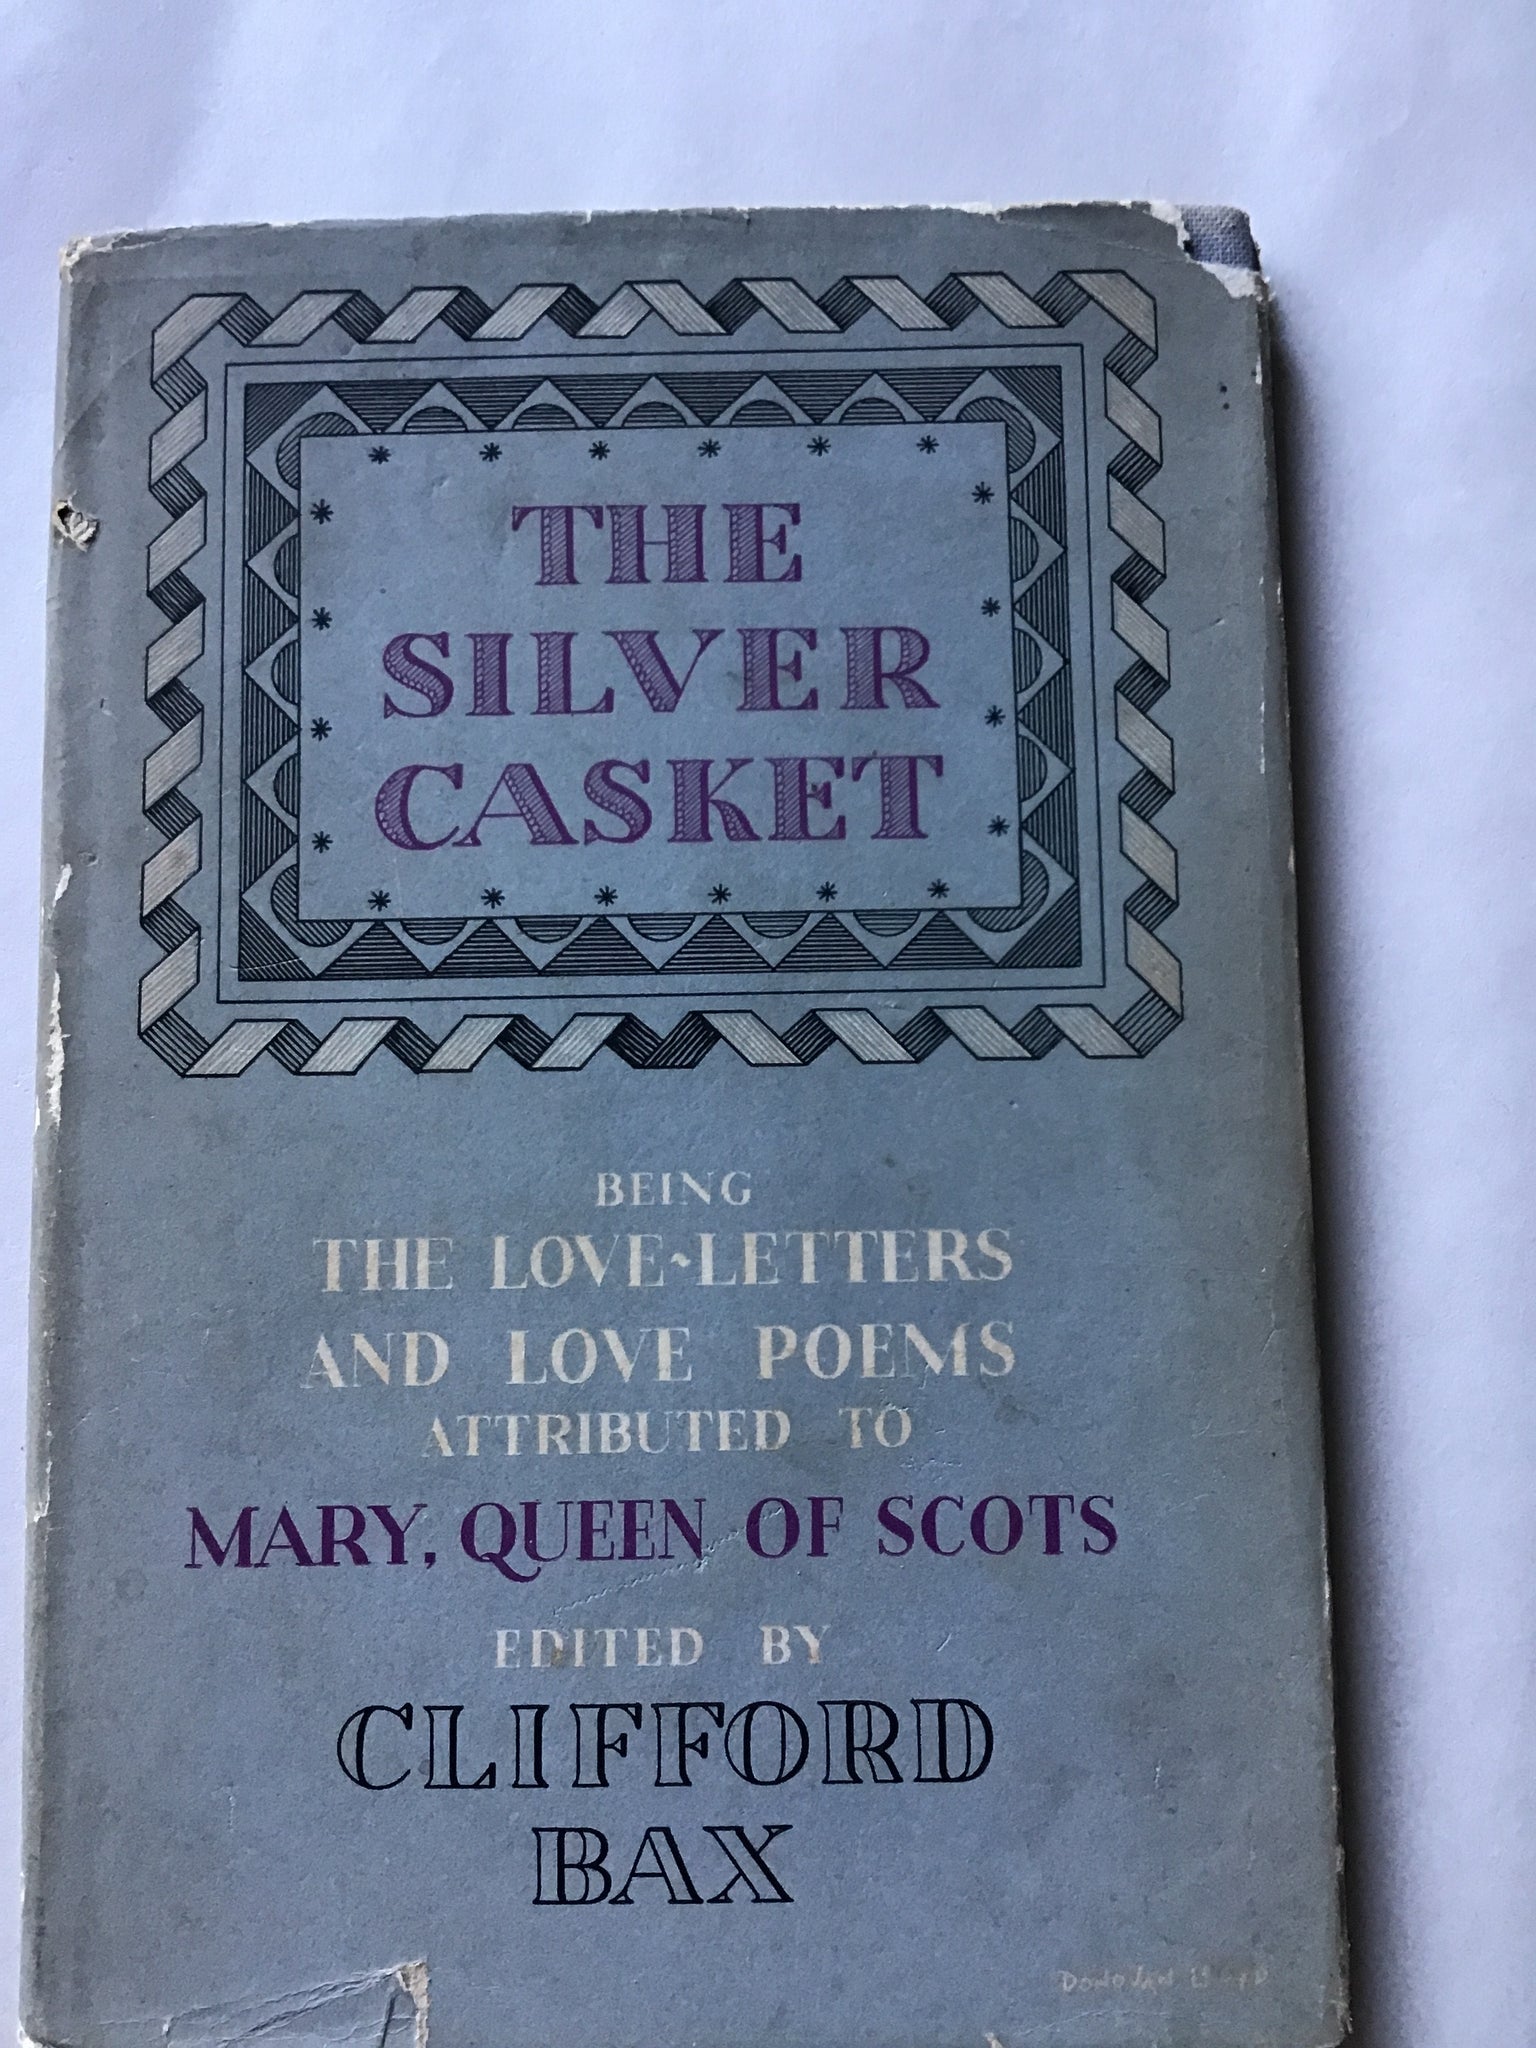 THE
SILVER
CASKET
BEING
THE LOVE~LETTERS
AND LOVE POEMS
ATTRIBUTED TO
MARY, QUEEN OF SCOTS
EDITED BY
CLIFFORD
BAX
DONOVAN